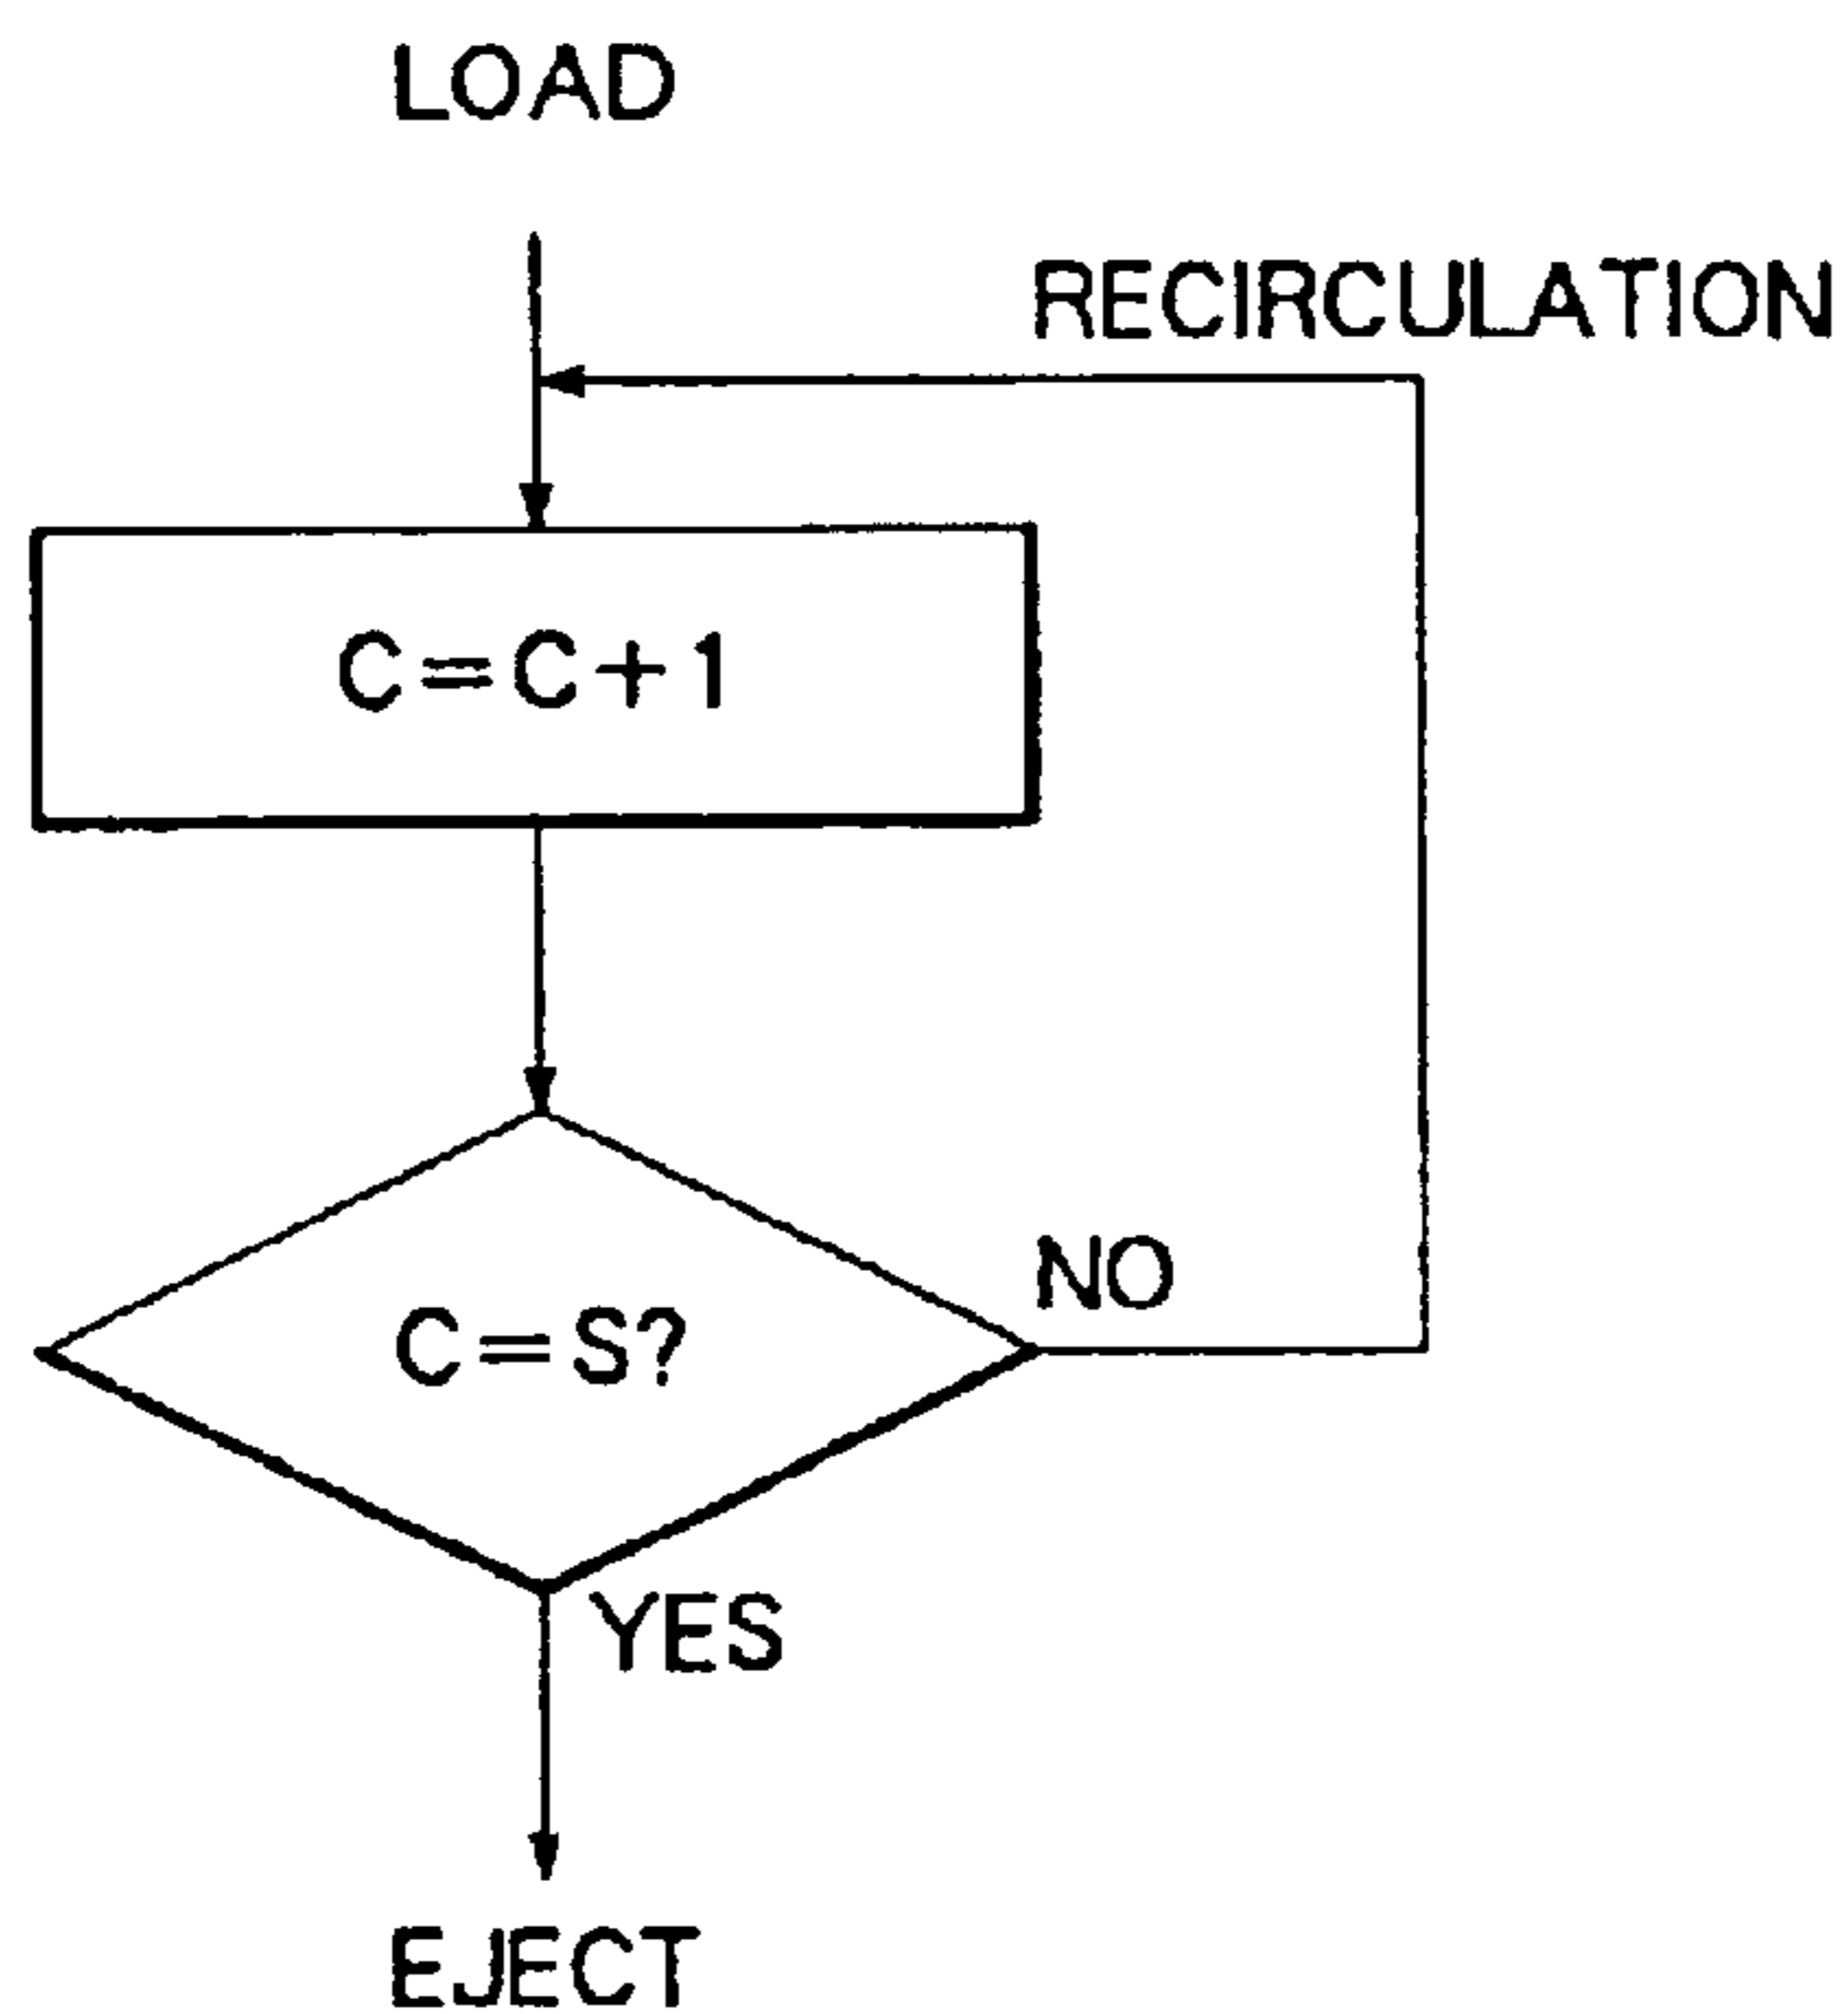 LOAD
RECIRCULATION
C=C+1
C=S?
NO
YES
EJECT